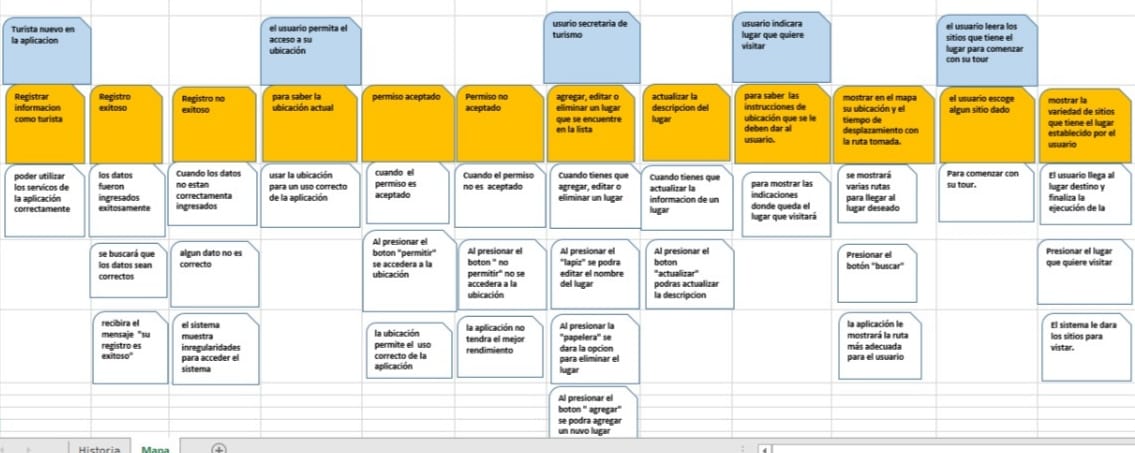 Turista nuevo en
la aplicacion
el usuario permita el
acceso a su
ubicación
usurio secretaria de
turismo
usuario indicara
lugar que quiere
visitar
el usuario leera los
sitios que tiene el
lugar para comenzar
con su tour
Registrar
informacion
como turista
Registro
exitoso
Registro no
exitoso
para saber la
ubicación actual
permiso aceptado
Permiso no
aceptado
agregar, editar o
eliminar un lugar
que se encuentre
en la lista
actualizar la
descripcion del
lugar
para saber las
instrucciones de
ubicación que se le
deben dar al
usuario.
mostrar en el mapa
su ubicación y el
tiempo de
desplazamiento con
la ruta tomada.
el usuario escoge
algun sitio dado
mostrar la
variedad de sitios
que tiene el lugar
establecido por el
usuario
poder utilizar
los servicos de
la aplicación
correctamente
los datos
fueron
ingresados
exitosamente
Cuando los datos
no estan
correctamenta
ingresados
usar la ubicación
para un uso correcto
de la aplicación
cuando el
permiso es
aceptado
Cuando el permiso
no es aceptado
Cuando tienes que
agregar, editar o
eliminar un lugar
Cuando tienes que
actualizar la
informacion de un
lugar
para mostrar las
indicaciones
donde queda el
lugar que visitará
se mostrará
varias rutas
para llegar al
lugar deseado
Para comenzar con
su tour.
El usuario llega al
lugar destino y
finaliza la
ejecución de la
se buscará que
los datos sean
correctos
algun dato no es
correcto
Al presionar el
boton "permitir"
se accedera a la
ubicación
Al presionar el
boton " no
permitir" no se
accedera a la
ubicación
Al presionar el
"lapiz" se podra
editar el nombre
del lugar
Al presionar el
boton
"actualizar"
podras actualizar
la descripcion
Presionar el
botón "buscar"
Presionar el lugar
que quiere visitar
recibira el
mensaje "su
registro es
exitoso"
el sistema
muestra
inregularidades
para acceder el
sistema
la ubicación
permite el uso
correcto de la
aplicación
la aplicación no
tendra el mejor
rendimiento
Al presionar la
"papelera" se
dara la opcion
para eliminar el
lugar
la aplicación le
mostrará la ruta
más adecuada
para el usuario
El sistema le dara
los sitios para
vistar.
Al presionar el
boton " agregar"
se podra agregar
un nuvo lugar
Historia
Mapa